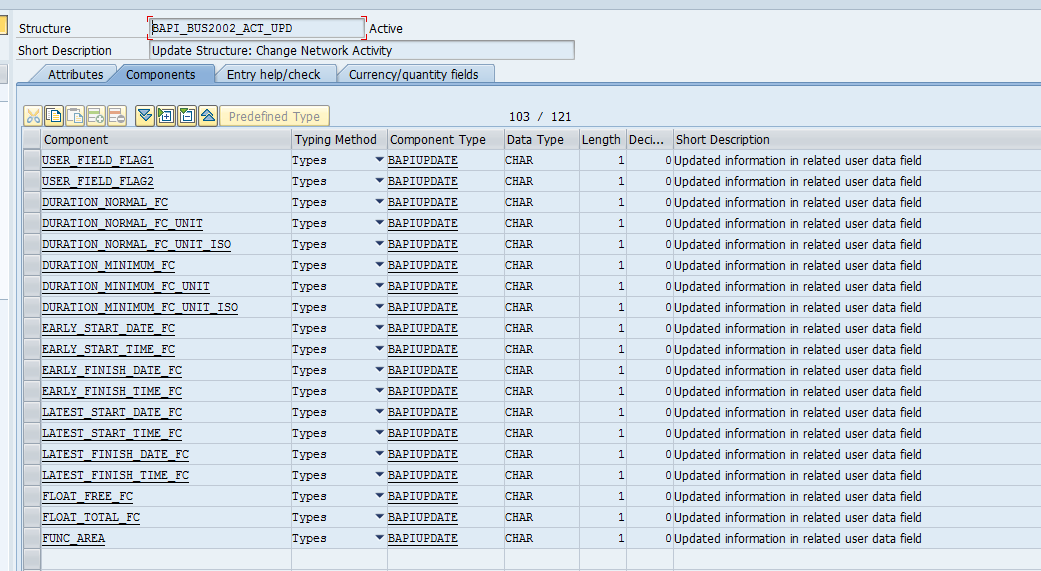 Structure BAPI_BUS2002_ACT_UPD Active
Short Description Update Structure: Change Network Activity
Attributes Components Entry help/check Currency/quantity fields
Predefined Type 103 / 121
Component Typing Method Component Type Data Type Length Deci... Short Description
USER_FIELD_FLAG1 Types BAPIUPDATE CHAR 1 0 Updated information in related user data field
USER_FIELD_FLAG2 Types BAPIUPDATE CHAR 1 0 Updated information in related user data field
DURATION_NORMAL_FC Types BAPIUPDATE CHAR 1 0 Updated information in related user data field
DURATION_NORMAL_FC_UNIT Types BAPIUPDATE CHAR 1 0 Updated information in related user data field
DURATION_NORMAL_FC_UNIT_ISO Types BAPIUPDATE CHAR 1 0 Updated information in related user data field
DURATION_MINIMUM_FC Types BAPIUPDATE CHAR 1 0 Updated information in related user data field
DURATION_MINIMUM_FC_UNIT Types BAPIUPDATE CHAR 1 0 Updated information in related user data field
DURATION_MINIMUM_FC_UNIT_ISO Types BAPIUPDATE CHAR 1 0 Updated information in related user data field
EARLY_START_DATE_FC Types BAPIUPDATE CHAR 1 0 Updated information in related user data field
EARLY_START_TIME_FC Types BAPIUPDATE CHAR 1 0 Updated information in related user data field
EARLY_FINISH_DATE_FC Types BAPIUPDATE CHAR 1 0 Updated information in related user data field
EARLY_FINISH_TIME_FC Types BAPIUPDATE CHAR 1 0 Updated information in related user data field
LATEST_START_DATE_FC Types BAPIUPDATE CHAR 1 0 Updated information in related user data field
LATEST_START_TIME_FC Types BAPIUPDATE CHAR 1 0 Updated information in related user data field
LATEST_FINISH_DATE_FC Types BAPIUPDATE CHAR 1 0 Updated information in related user data field
LATEST_FINISH_TIME_FC Types BAPIUPDATE CHAR 1 0 Updated information in related user data field
FLOAT_FREE_FC Types BAPIUPDATE CHAR 1 0 Updated information in related user data field
FLOAT_TOTAL_FC Types BAPIUPDATE CHAR 1 0 Updated information in related user data field
FUNC_AREA Types BAPIUPDATE CHAR 1 0 Updated information in related user data field